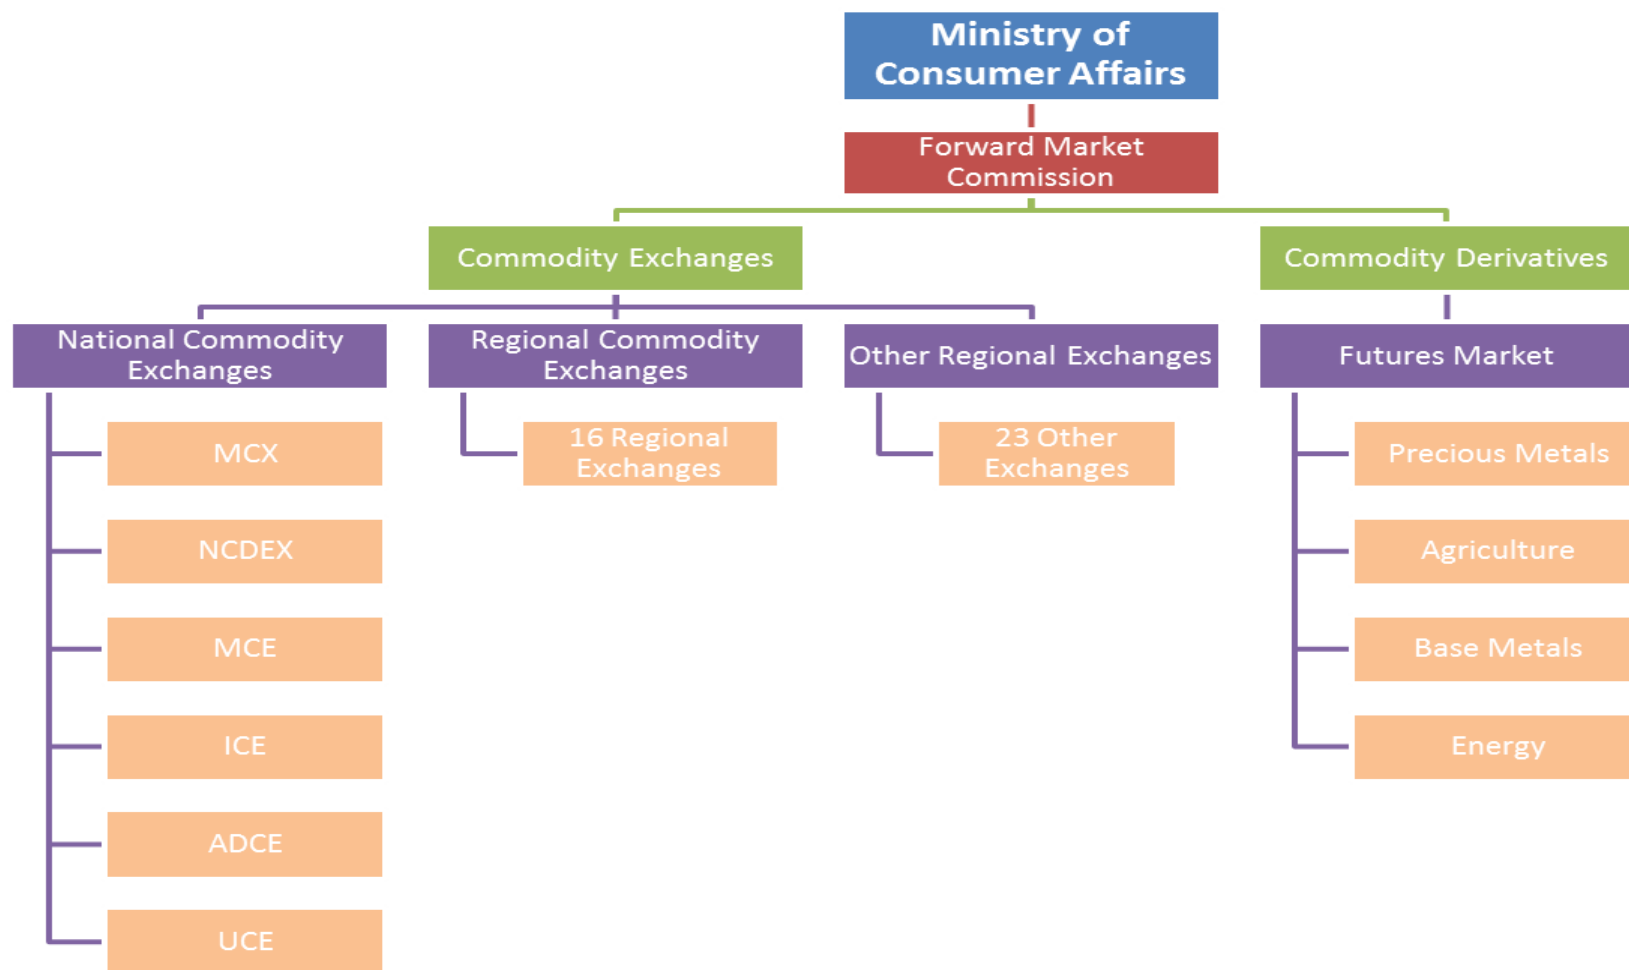 Ministry of
Consumer Affairs
Forward Market
Commission
Commodity Exchanges
Commodity Derivatives
National Commodity
Exchanges
Regional Commodity
Exchanges
Other Regional Exchanges
Futures Market
MCX
NCDEX
MCE
ICE
ADCE
UCE
16 Regional
Exchanges
23 Other
Exchanges
Precious Metals
Agriculture
Base Metals
Energy